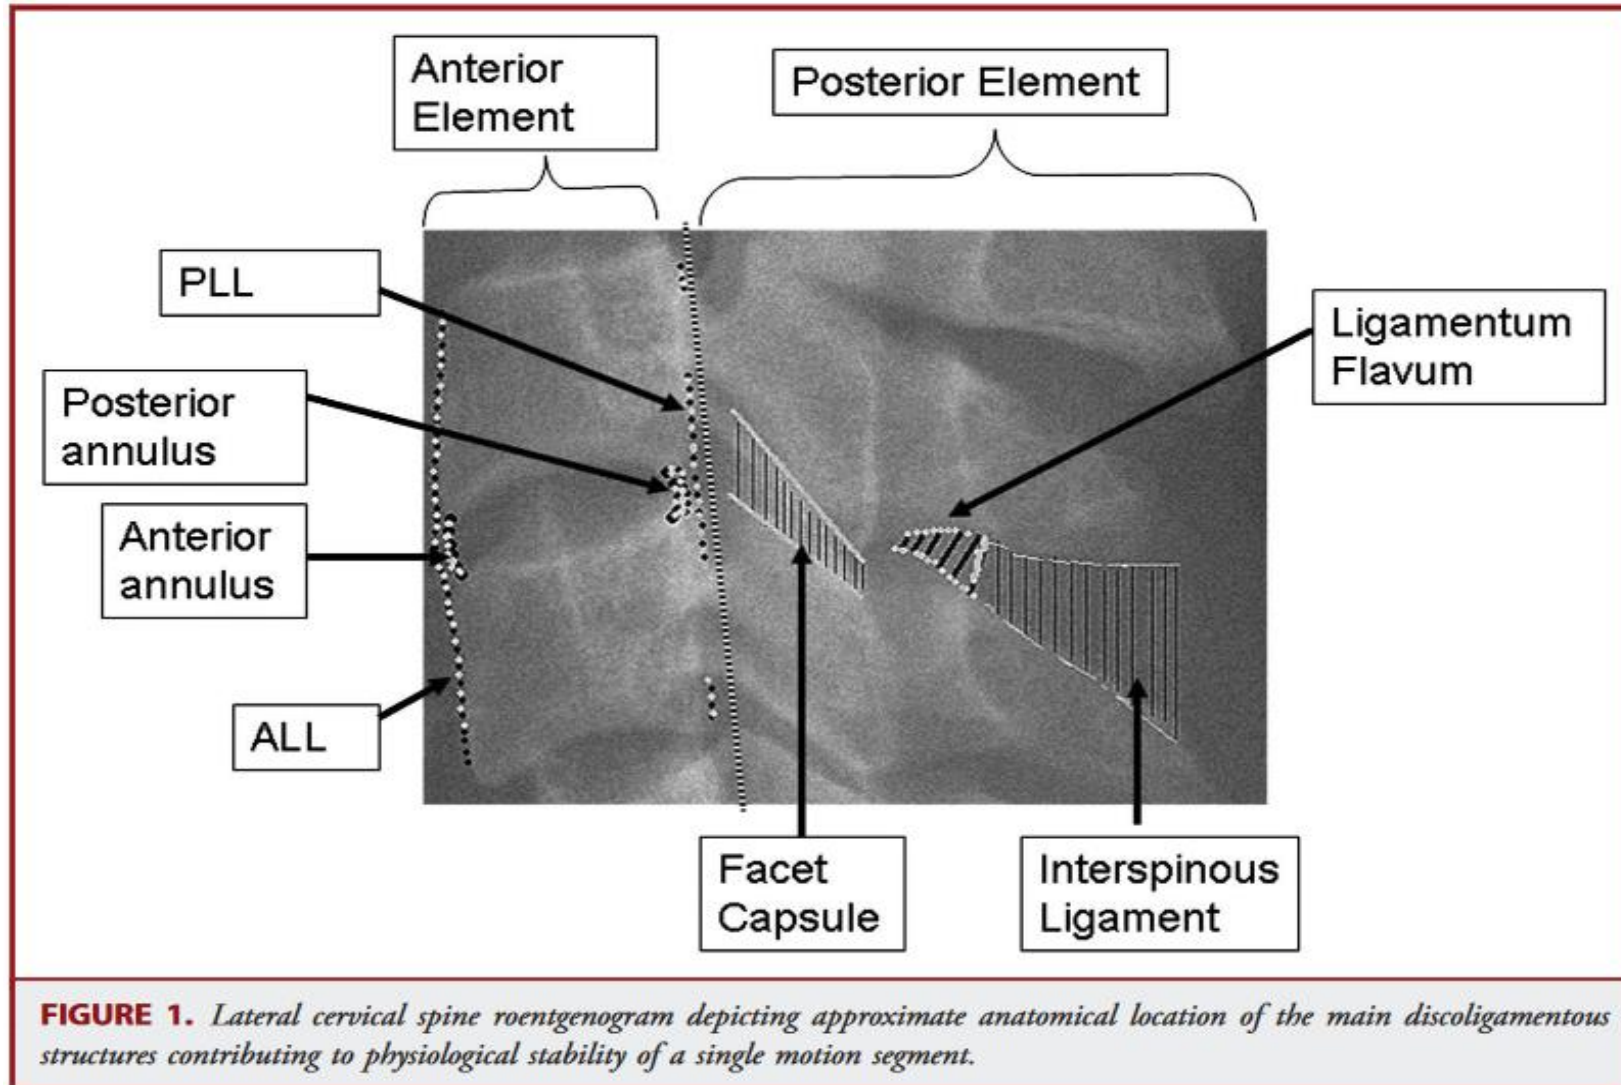 Anterior
Element
Posterior Element
PLL
Posterior
annulus
Anterior
annulus
ALL
Ligamentum
Flavum
Facet
Capsule
Interspinous
Ligament
FIGURE 1. Lateral cervical spine roentgenogram depicting approximate anatomical location of the main discoligamentous
structures contributing to physiological stability of a single motion segment.